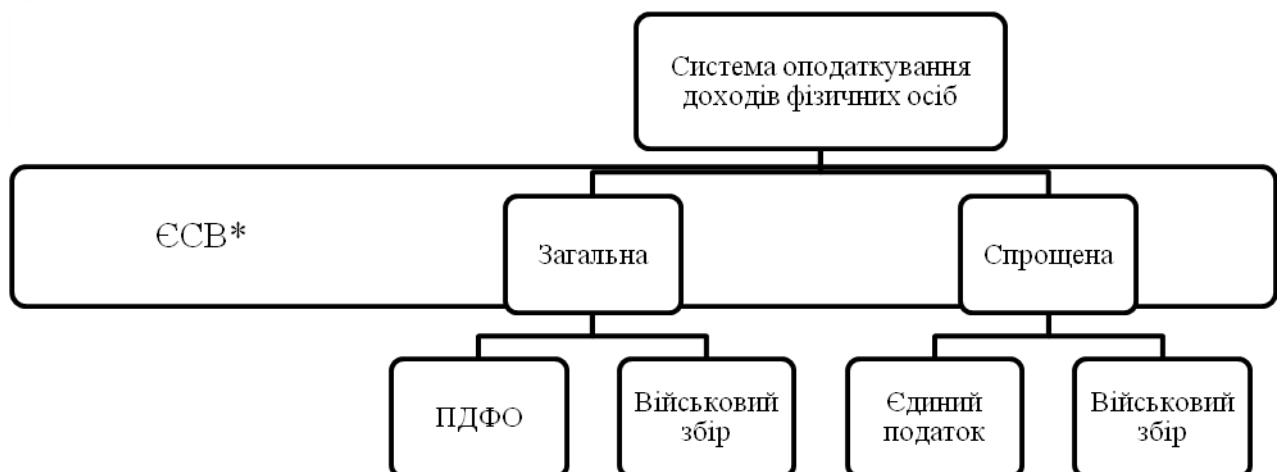 Система оподаткування
доходів фізичних осіб
ЄСВ*
Загальна
Спрощена
ПДФО
Військовий
збір
Єдиний
податок
Військовий
збір